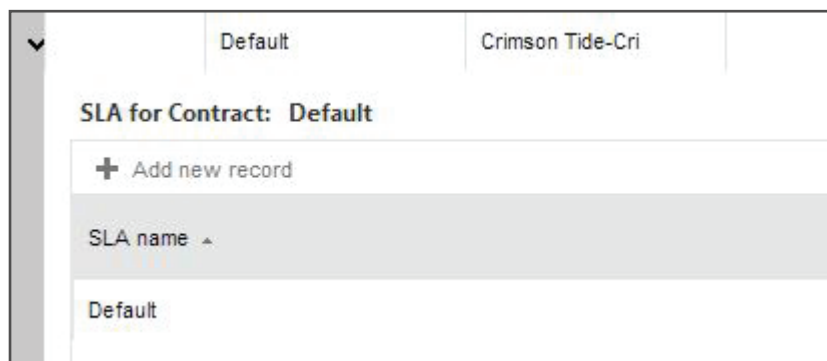 Default Crimson Tide-Cri
SLA for Contract: Default
Add new record
SLA name
Default